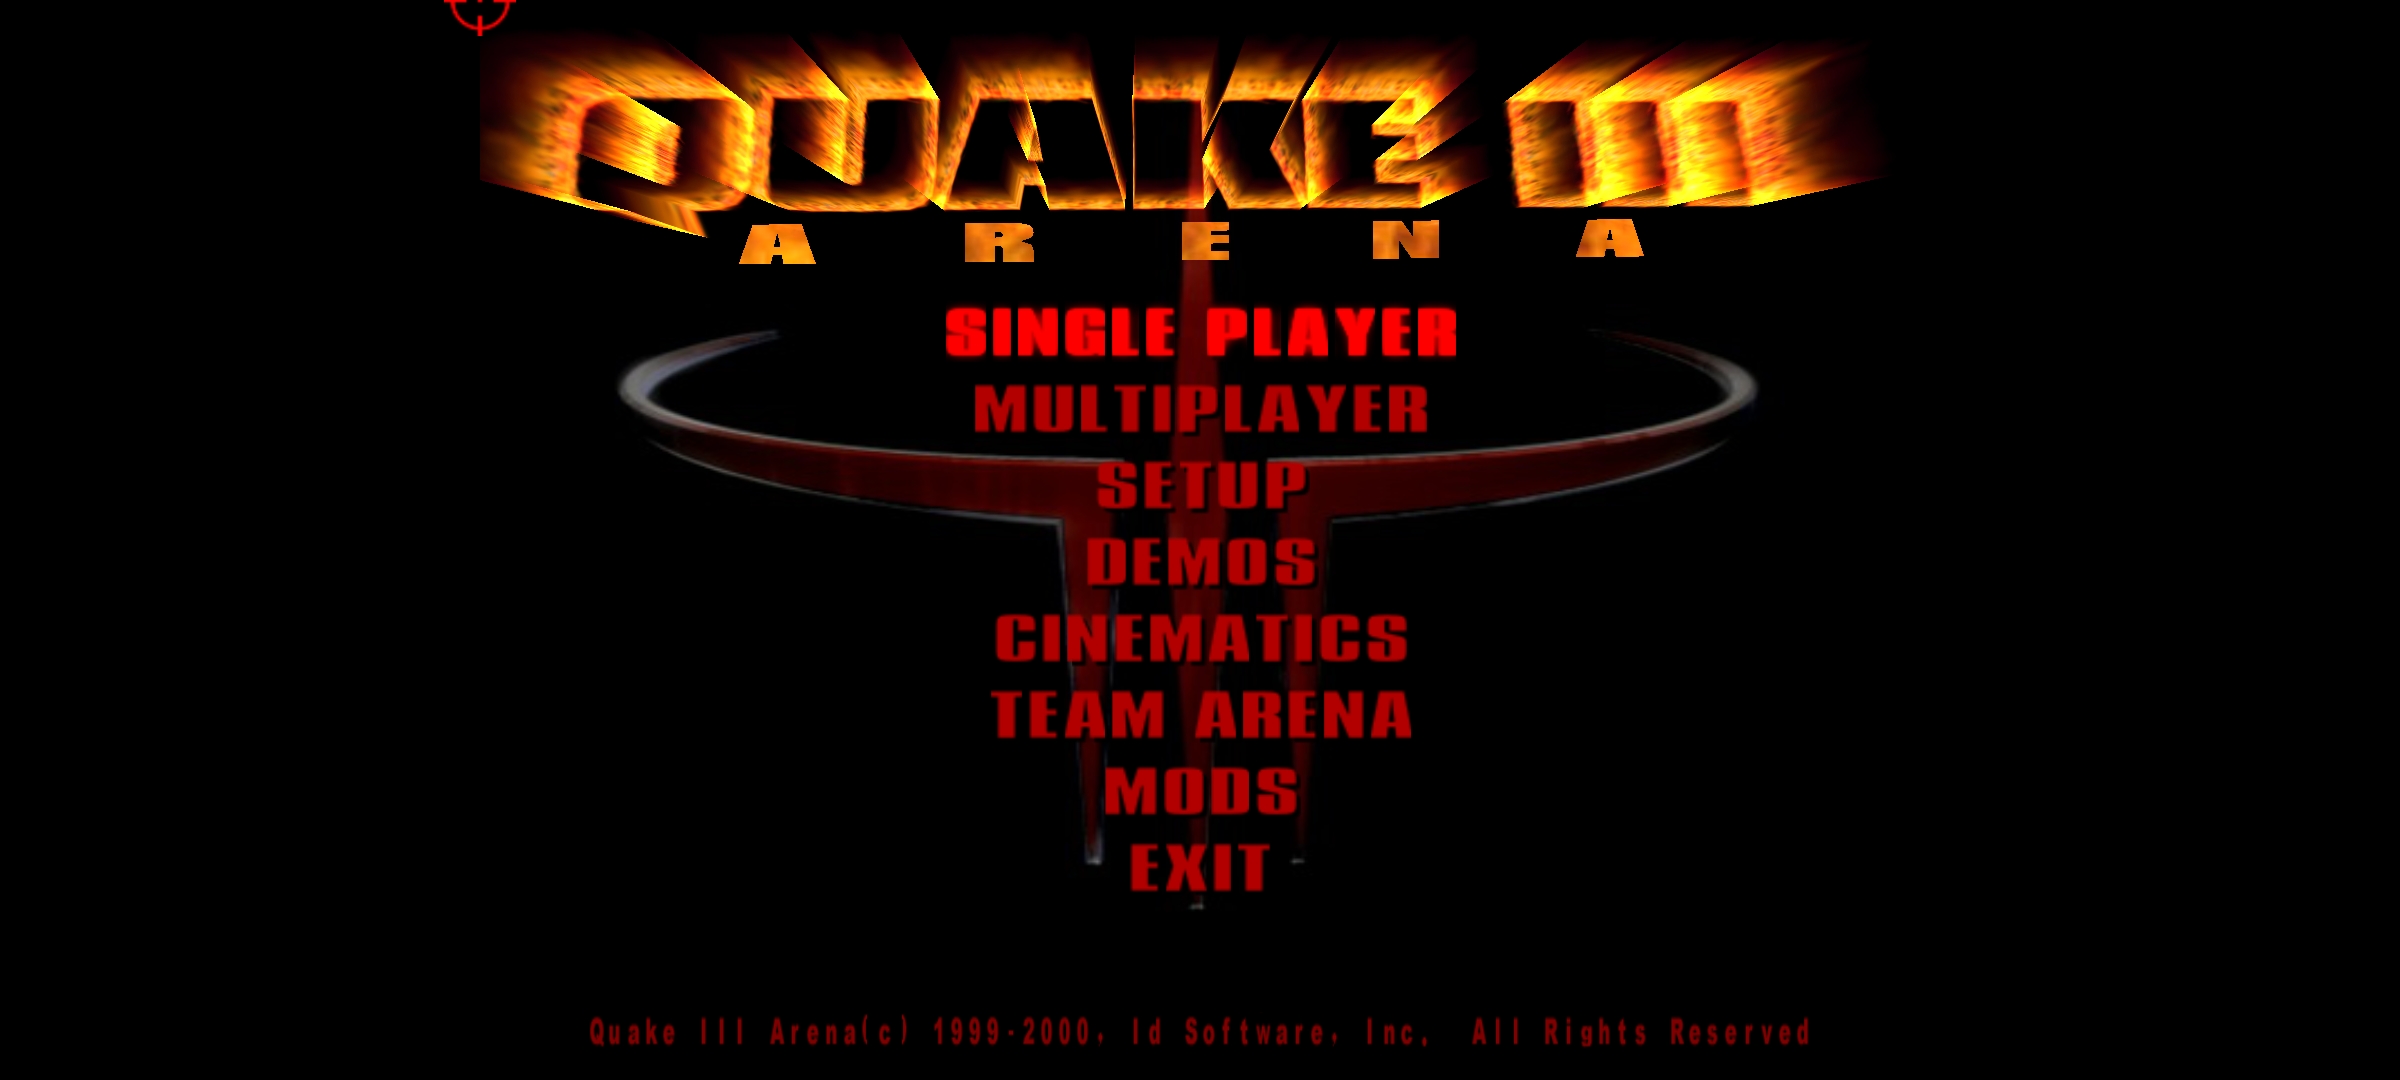 QUAKE III
ARENA
SINGLE PLAYER
MULTIPLAYER
SETUP
DEMOS
CINEMATICS
TEAM ARENA
MODS
EXIT
Quake III Arena(c) 1999-2000, Id Software, Inc. All Rights Reserved